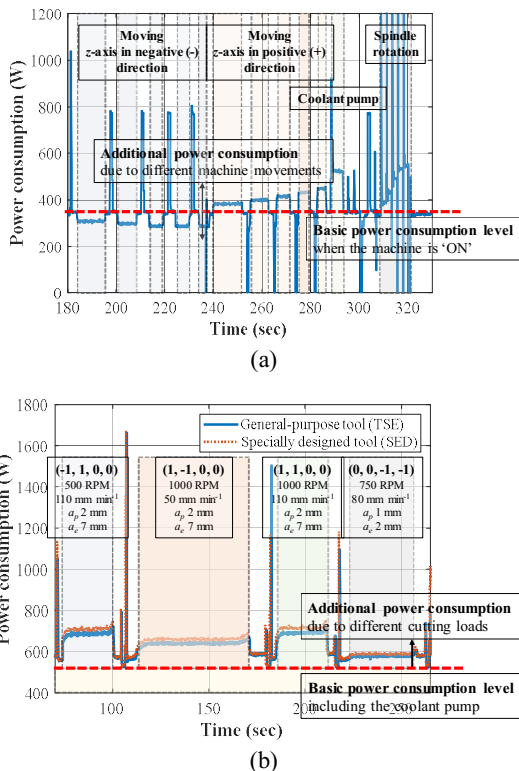 1200
1000
800
600
400
200
0
Power consumption (W)
Moving
z-axis in negative (-)
direction
Moving
z-axis in positive (+)
direction
Spindle
rotation
Coolant pump
Additional power consumption
due to different machine movements
Basic power consumption level
when the machine is ‘ON’
180 200 220 240 260 280 300 320
Time (sec)
(a)
1800
1600
1400
1200
1000
800
600
400
Power consumption (W)
General-purpose tool (TSE)
Specially designed tool (SED)
(-1, 1, 0, 0)
500 RPM
110 mm min-1
ap 2 mm
ae 7 mm
(1, -1, 0, 0)
1000 RPM
50 mm min-1
ap 2 mm
ae 7 mm
(1, 1, 0, 0)
1000 RPM
110 mm min-1
ap 2 mm
ae 7 mm
(0, 0, -1, -1)
750 RPM
80 mm min-1
ap 1 mm
ae 2 mm
Additional power consumption
due to different cutting loads
Basic power consumption level
including the coolant pump
100 150
Time (sec)
(b)